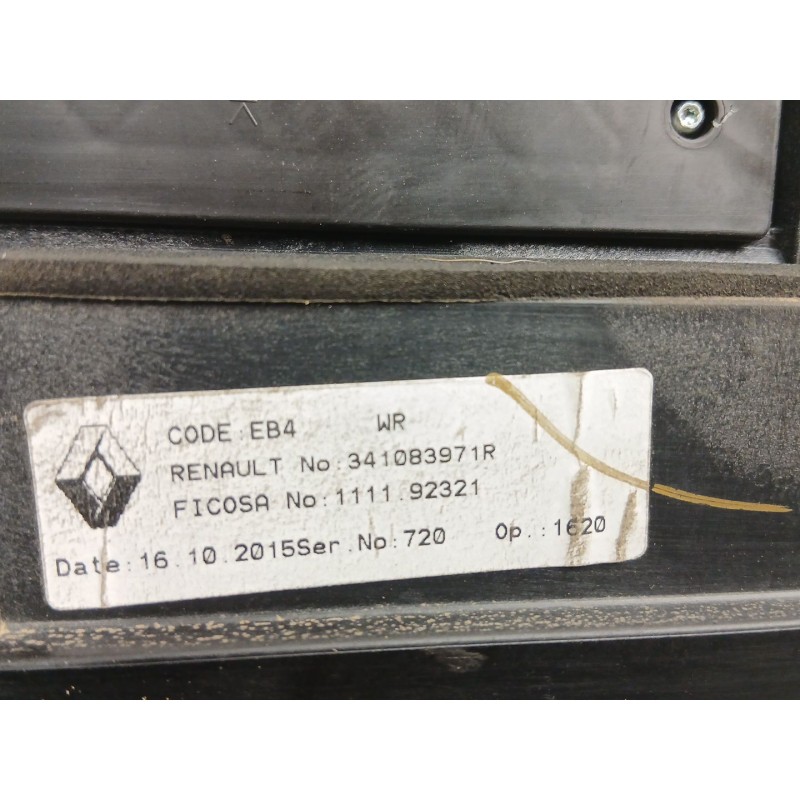 CODE:EB4 WR
RENAULT No:341083971R
FICOSA No:1111.92321
Date:16.10.2015Ser.No:720 Op.:1620